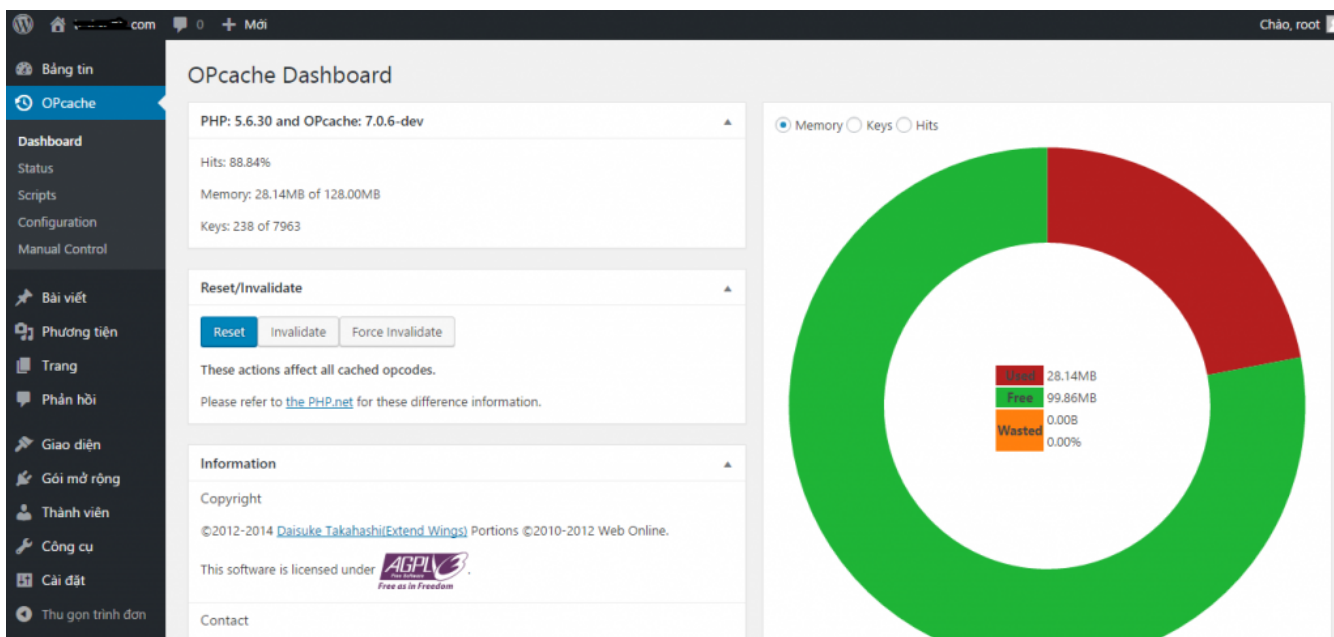 com 0 + Mới Chào, root
Bảng tin
OPcache
Dashboard
Status
Scripts
Configuration
Manual Control
Bài viết
Phương tiện
Trang
Phản hồi
Giao diện
Gói mở rộng
Thành viên
Công cụ
Cài đặt
Thu gọn trình đơn
OPcache Dashboard
PHP: 5.6.30 and OPcache: 7.0.6-dev
Hits: 88.84%
Memory: 28.14MB of 128.00MB
Keys: 238 of 7963
Reset/Invalidate
Reset Invalidate Force Invalidate
These actions affect all cached opcodes.
Please refer to the PHP.net for these difference information.
Information
Copyright
©2012-2014 Daisuke Takahashi(Extend Wings) Portions ©2010-2012 Web Online.
This software is licensed under AGPLV3 Free Software Free as in Freedom.
Contact
Memory Keys Hits
Used 28.14MB
Free 99.86MB
Wasted 0.00B
0.00%